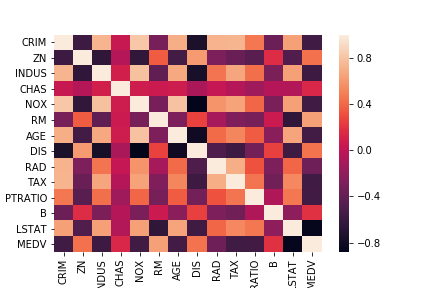 CRIM
ZN
INDUS
CHAS
NOX
RM
AGE
DIS
RAD
TAX
PTRATIO
B
LSTAT
MEDV
CRIM
ZN
NDUS
CHAS
NOX
RM
AGE
DIS
RAD
TAX
RATIO
B
STAT
MEDV
0.8
0.4
0.0
−0.4
−0.8